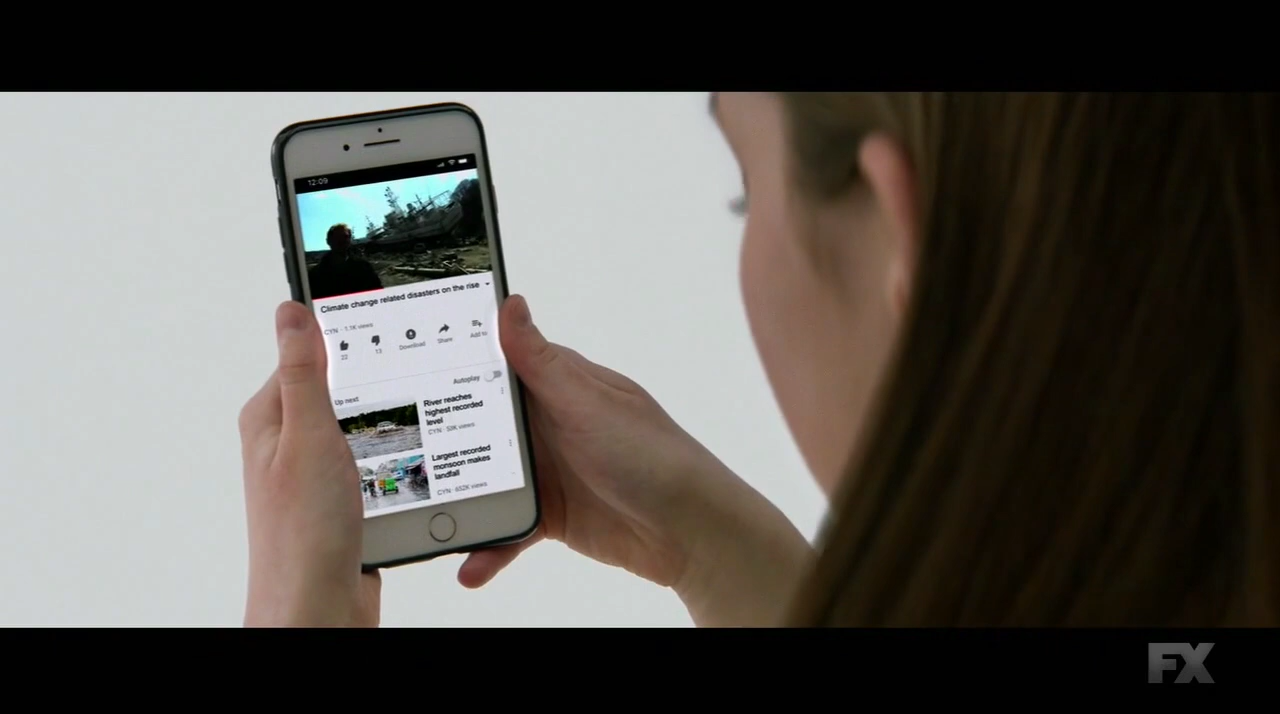 12:09
Climate change related disasters on the rise
CYN · 1.1K views
22
13
Download
Share
Add to
Autoplay
Up next
River reaches
highest recorded
level
CYN · 53K views
Largest recorded
monsoon makes
landfall
CYN · 652K views
FX